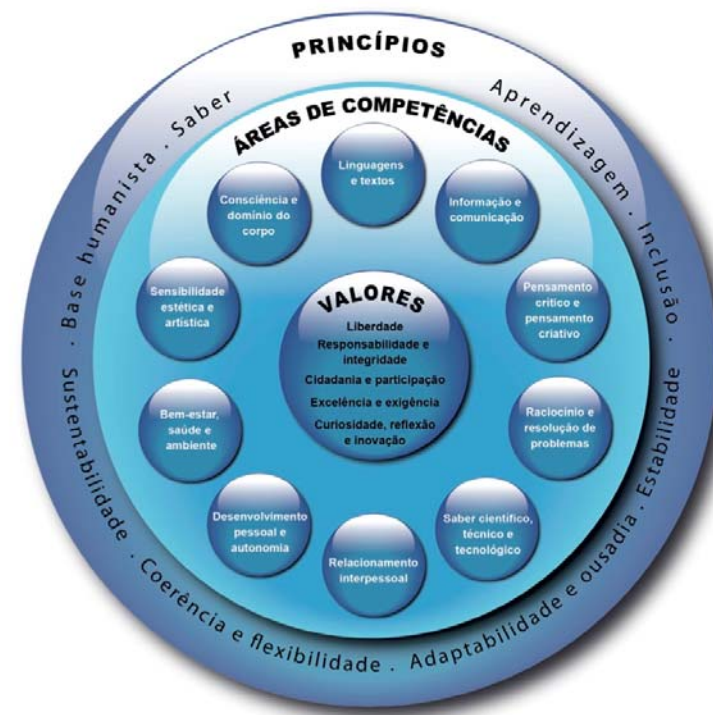 PRINCÍPIOS
Base humanista . Saber
Aprendizagem . Inclusão .
Estabilidade
. Adaptabilidade e ousadia .
Coerência e flexibilidade .
Sustentabilidade .
ÁREAS DE COMPETÊNCIAS
Linguagens
e textos
Informação e
comunicação
Pensamento
crítico e
pensamento
criativo
Raciocínio e
resolução de
problemas
Saber científico,
técnico e
tecnológico
Relacionamento
interpessoal
Desenvolvimento
pessoal e
autonomia
Bem-estar,
saúde e
ambiente
Sensibilidade
estética e
artística
Consciência e
domínio do
corpo
VALORES
Liberdade
Responsabilidade e
integridade
Cidadania e participação
Excelência e exigência
Curiosidade, reflexão
e inovação